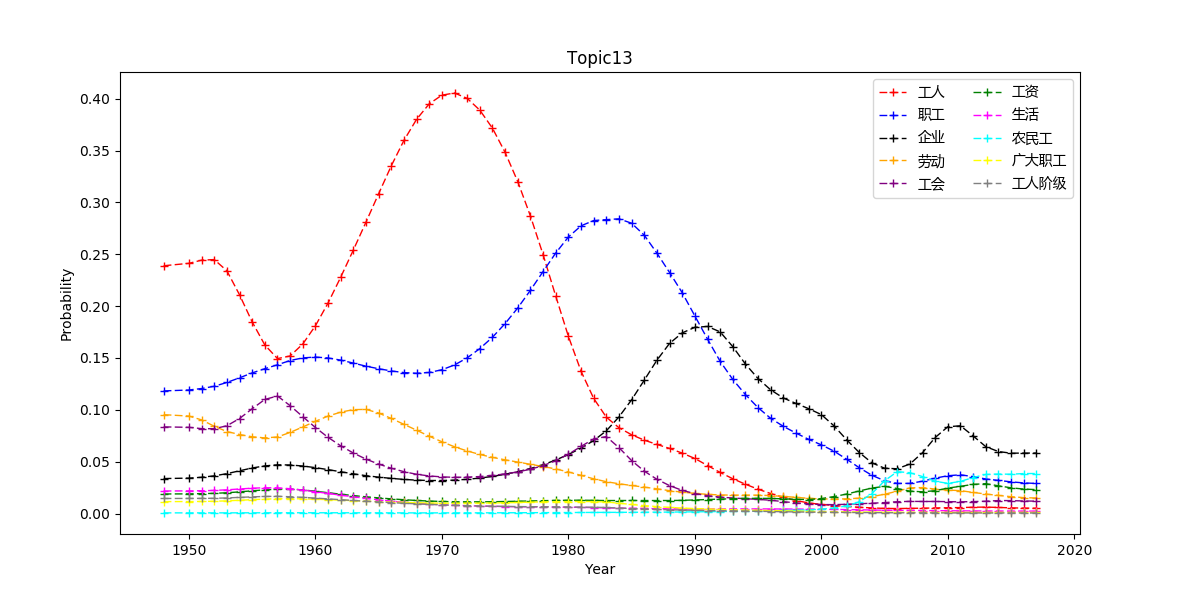 Topic13
0.40
0.35
0.30
0.25
0.20
0.15
0.10
0.05
0.00
Probability
1950 1960 1970 1980 1990 2000 2010 2020
Year
工人
职工
企业
劳动
工会
工资
生活
农民工
广大职工
工人阶级